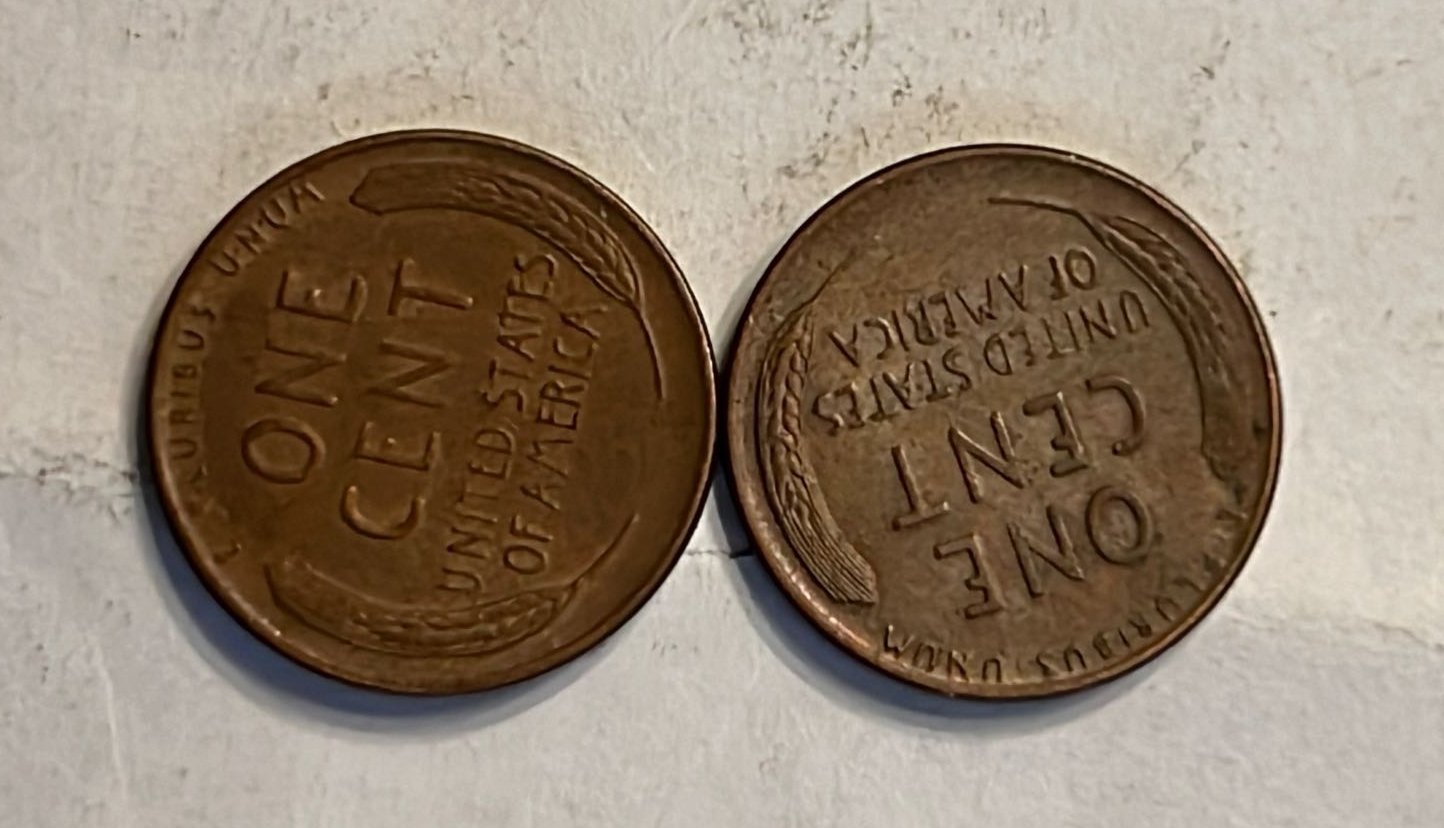 PLURIBUS UNUM
ONE
CENT
UNITED STATES
OF AMERICA
PLURIBUS UNUM
ONE
CENT
UNITED STATES
OF AMERICA